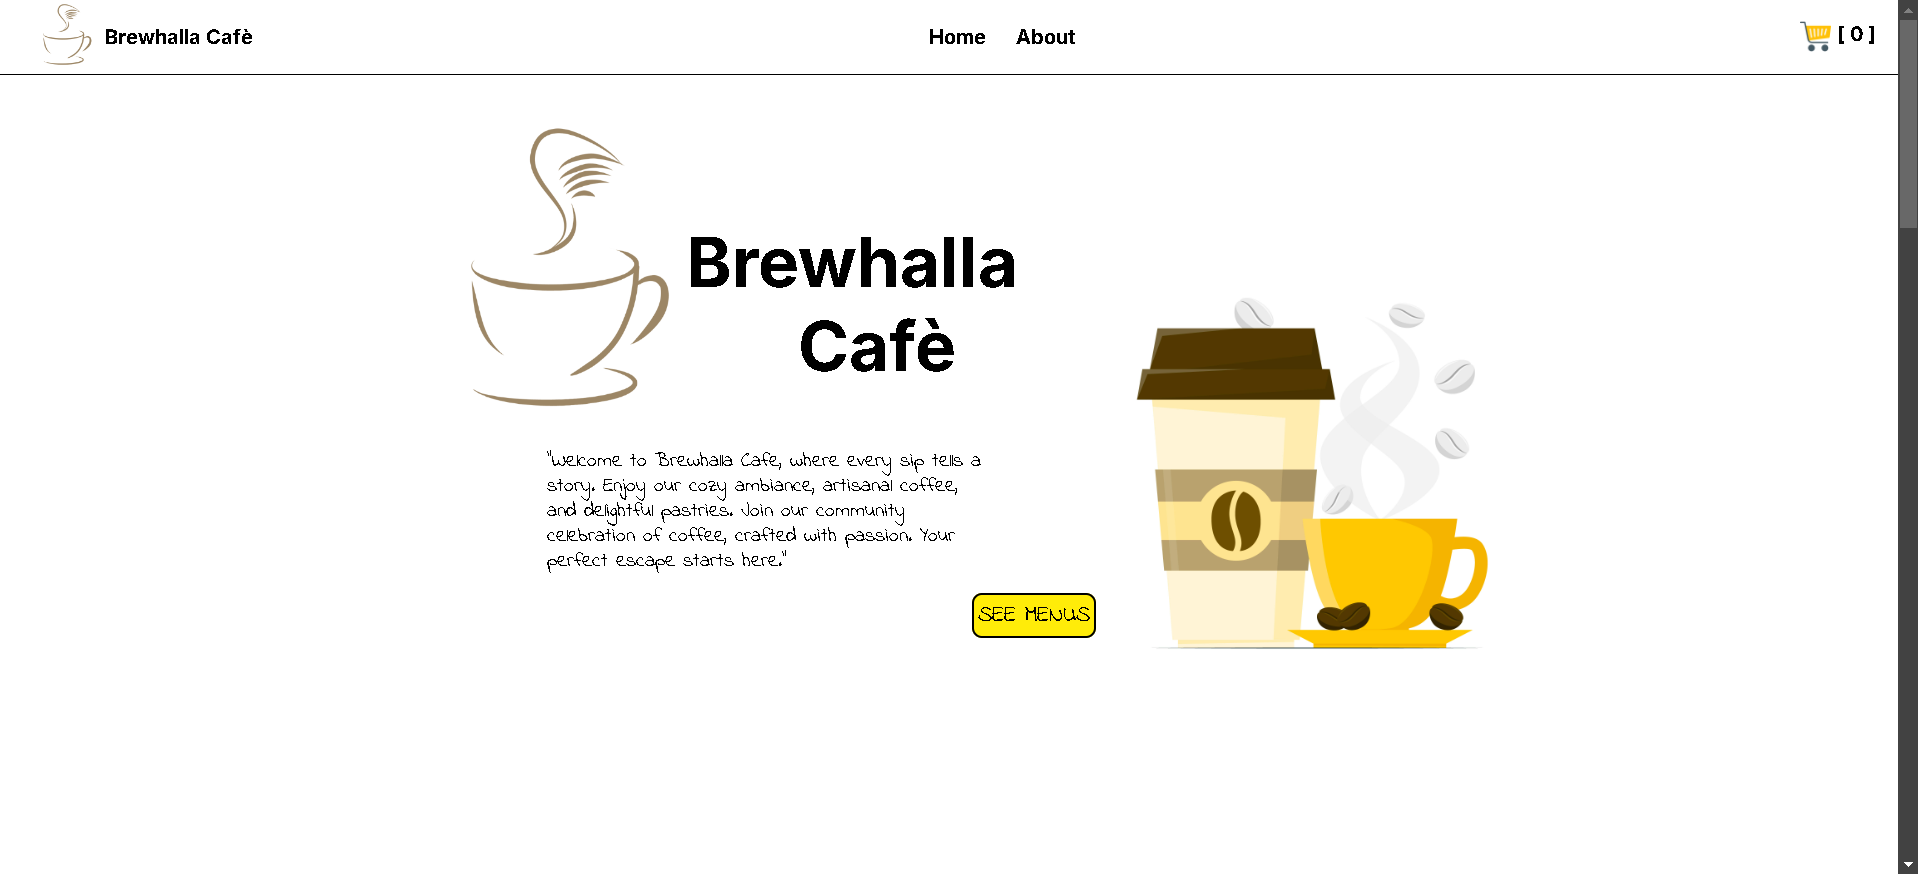 Brewhalla Cafè
Home
About
[ 0 ]
Brewhalla
Cafè
"Welcome to Brewhalla Cafe, where every sip tells a
story. Enjoy our cozy ambiance, artisanal coffee,
and delightful pastries. Join our community
celebration of coffee, crafted with passion. Your
perfect escape starts here."
SEE MENUS